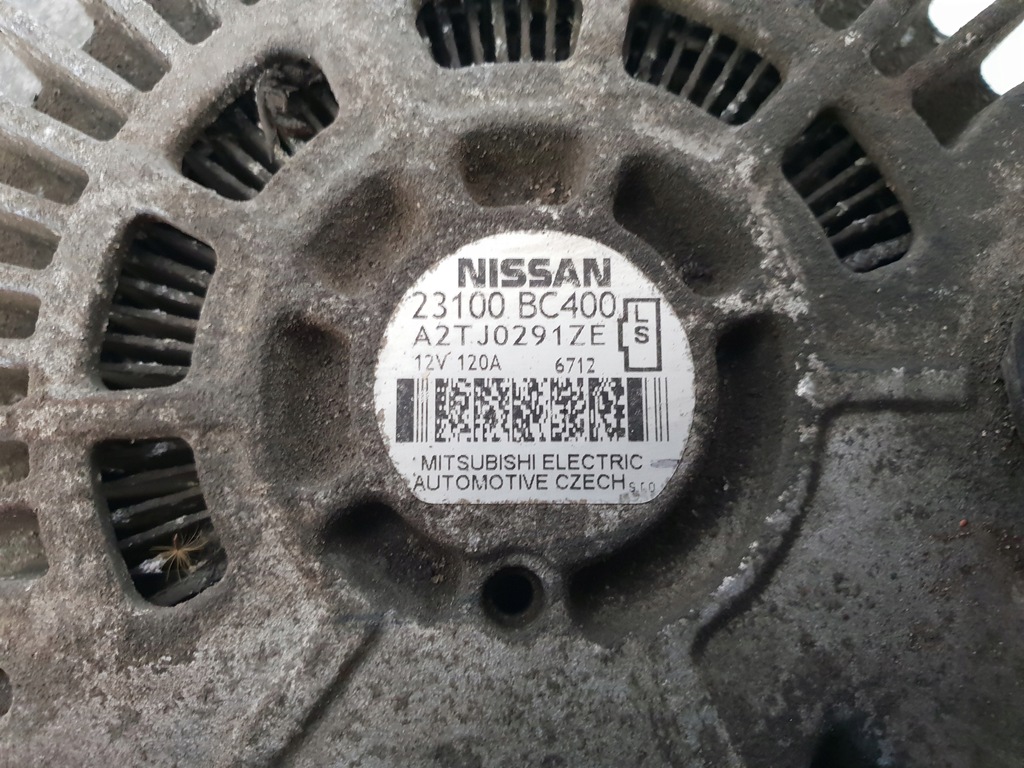 NISSAN
23100 BC400
A2TJ0291ZE
L
S
12V 120A 6712
MITSUBISHI ELECTRIC
AUTOMOTIVE CZECH s.r.o